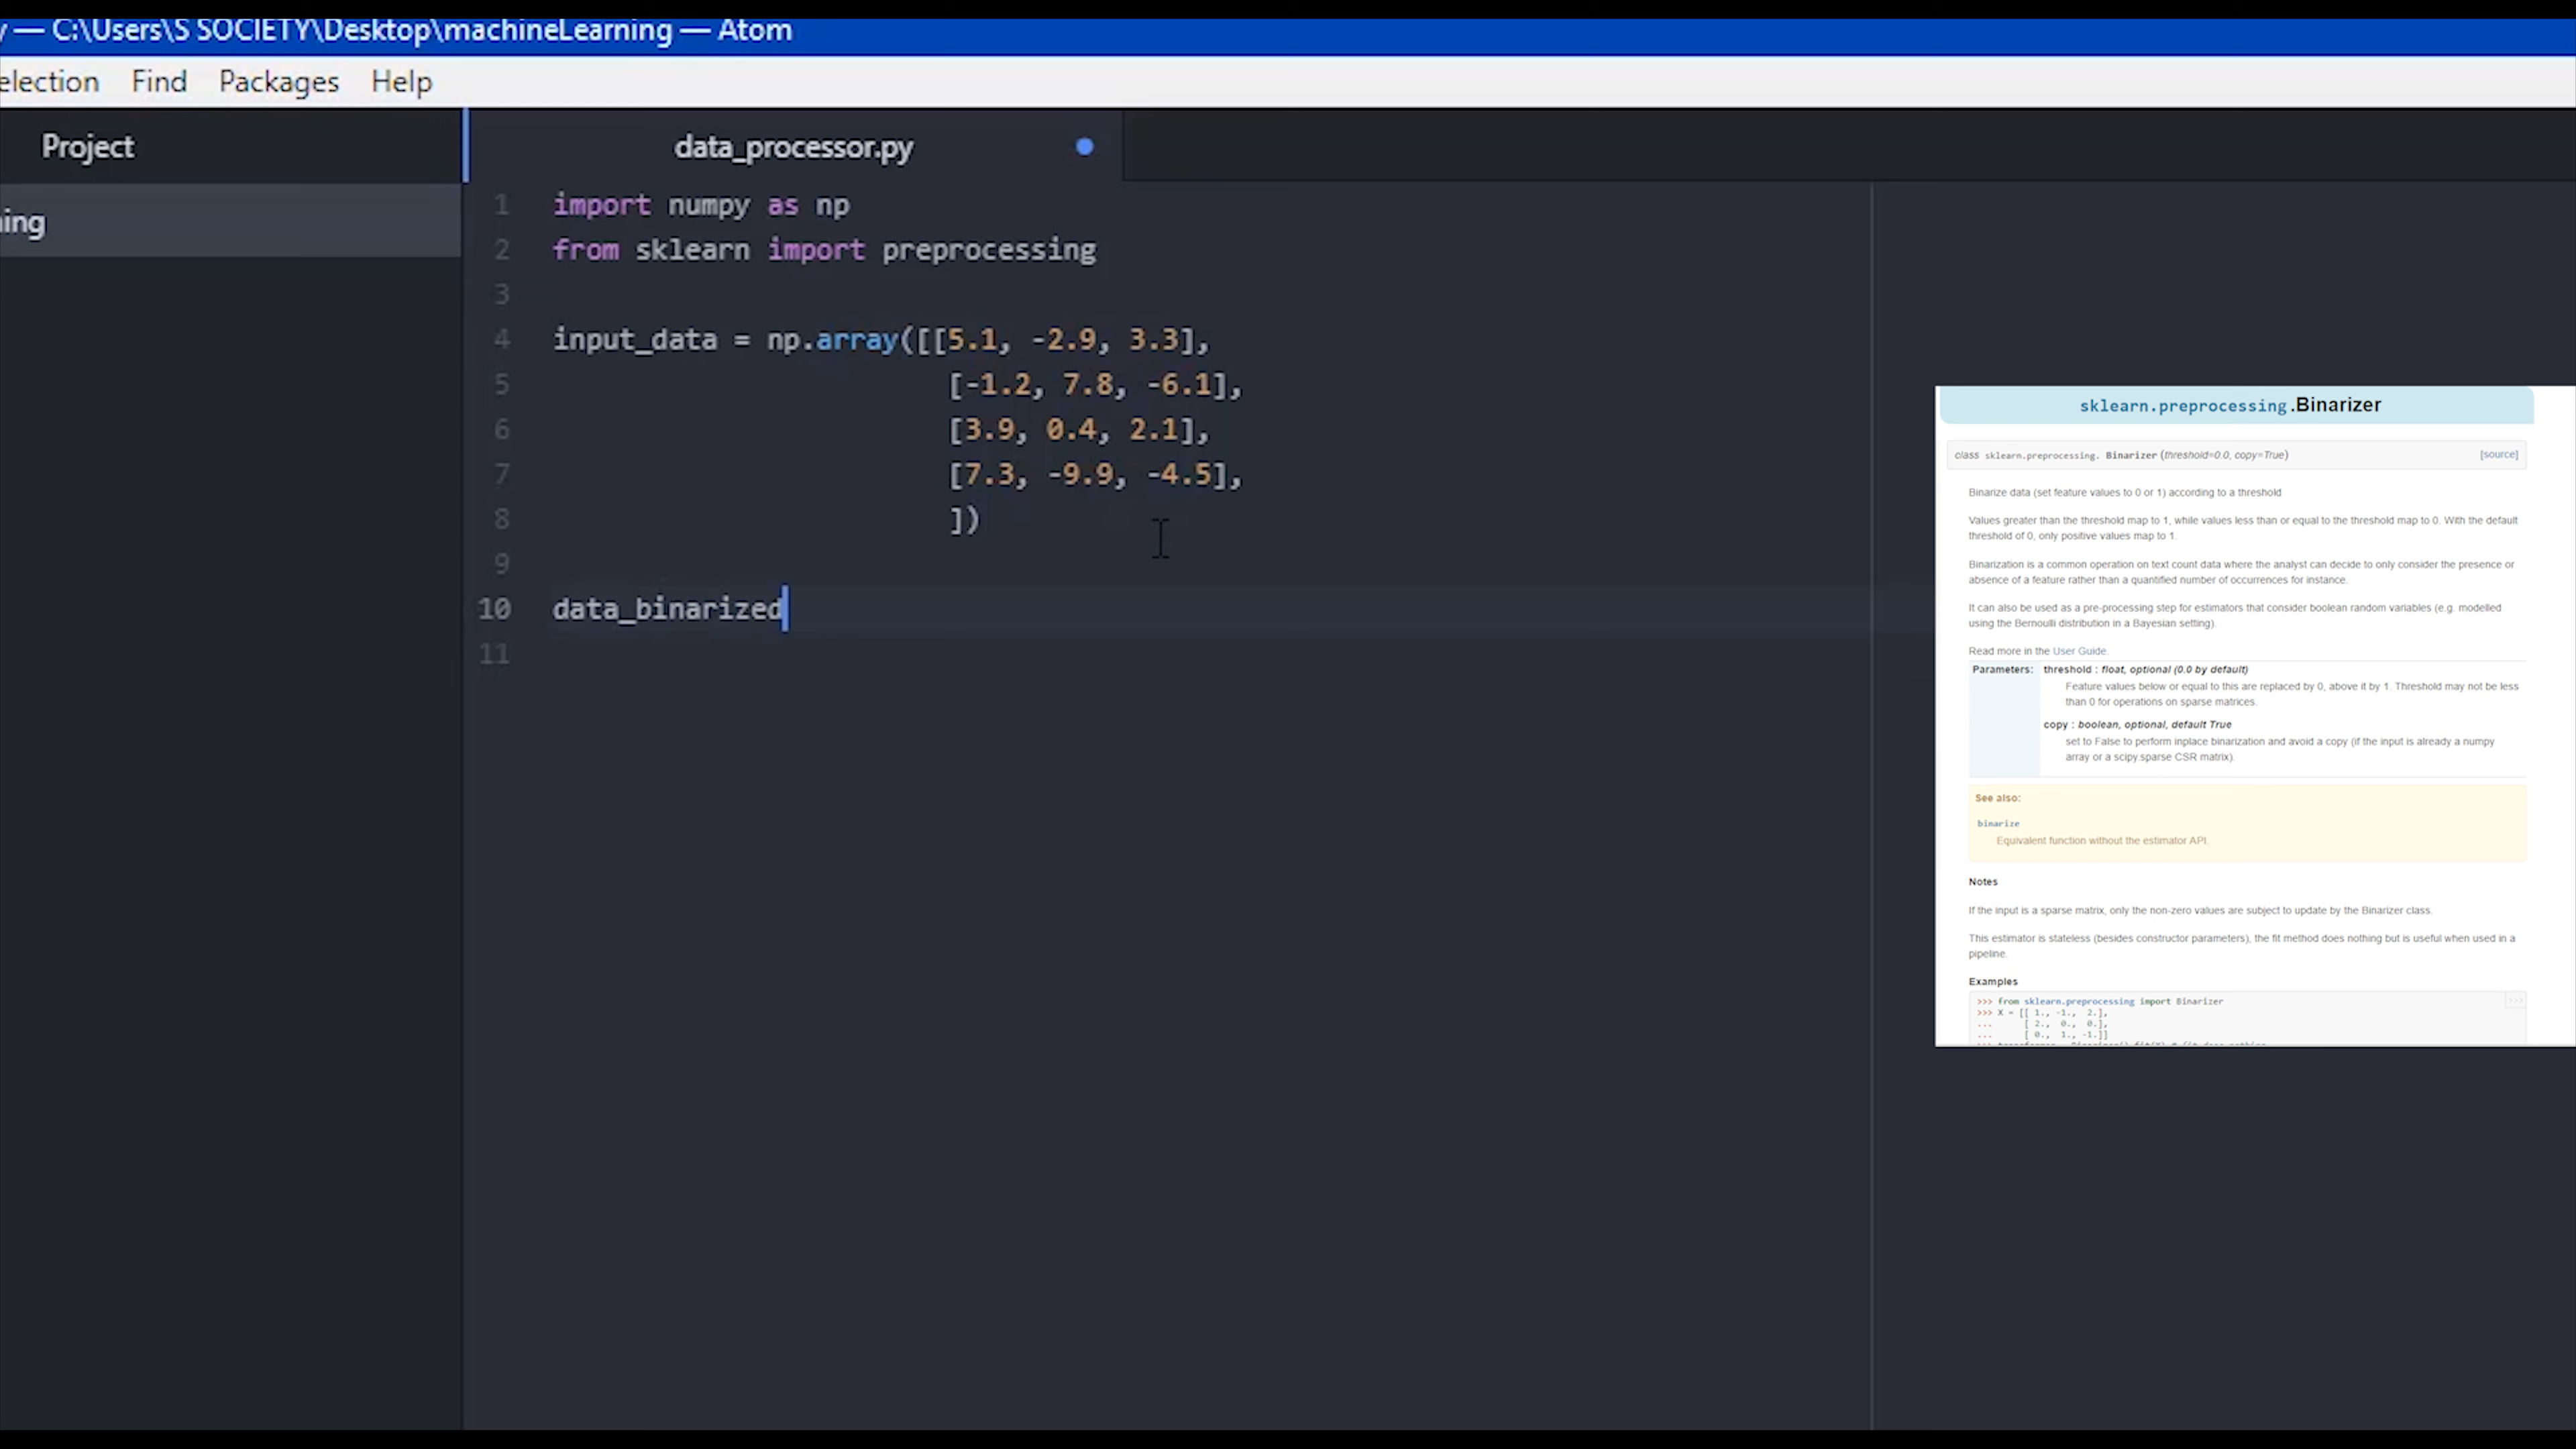 — C:\Users\S SOCIETY\Desktop\machineLearning — Atom
election Find Packages Help
Project
data_processor.py
ing
1 import numpy as np
2 from sklearn import preprocessing
3
4 input_data = np.array([[5.1, -2.9, 3.3],
5 [-1.2, 7.8, -6.1],
6 [3.9, 0.4, 2.1],
7 [7.3, -9.9, -4.5],
8 ])
9
10 data_binarized
11
sklearn.preprocessing.Binarizer
class sklearn.preprocessing. Binarizer (threshold=0.0, copy=True) [source]
Binarize data (set feature values to 0 or 1) according to a threshold
Values greater than the threshold map to 1, while values less than or equal to the threshold map to 0. With the default
threshold of 0, only positive values map to 1.
Binarization is a common operation on text count data where the analyst can decide to only consider the presence or
absence of a feature rather than a quantified number of occurrences for instance.
It can also be used as a pre-processing step for estimators that consider boolean random variables (e.g. modelled
using the Bernoulli distribution in a Bayesian setting).
Read more in the User Guide.
Parameters: threshold : float, optional (0.0 by default)
Feature values below or equal to this are replaced by 0, above it by 1. Threshold may not be less
than 0 for operations on sparse matrices.
copy : boolean, optional, default True
set to False to perform inplace binarization and avoid a copy (if the input is already a numpy
array or a scipy.sparse CSR matrix).
See also:
binarize
Equivalent function without the estimator API.
Notes
If the input is a sparse matrix, only the non-zero values are subject to update by the Binarizer class.
This estimator is stateless (besides constructor parameters), the fit method does nothing but is useful when used in a
pipeline.
Examples
>>>
>>> from sklearn.preprocessing import Binarizer
>>> X = [[ 1., -1., 2.],
... [ 2., 0., 0.],
... [ 0., 1., -1.]]